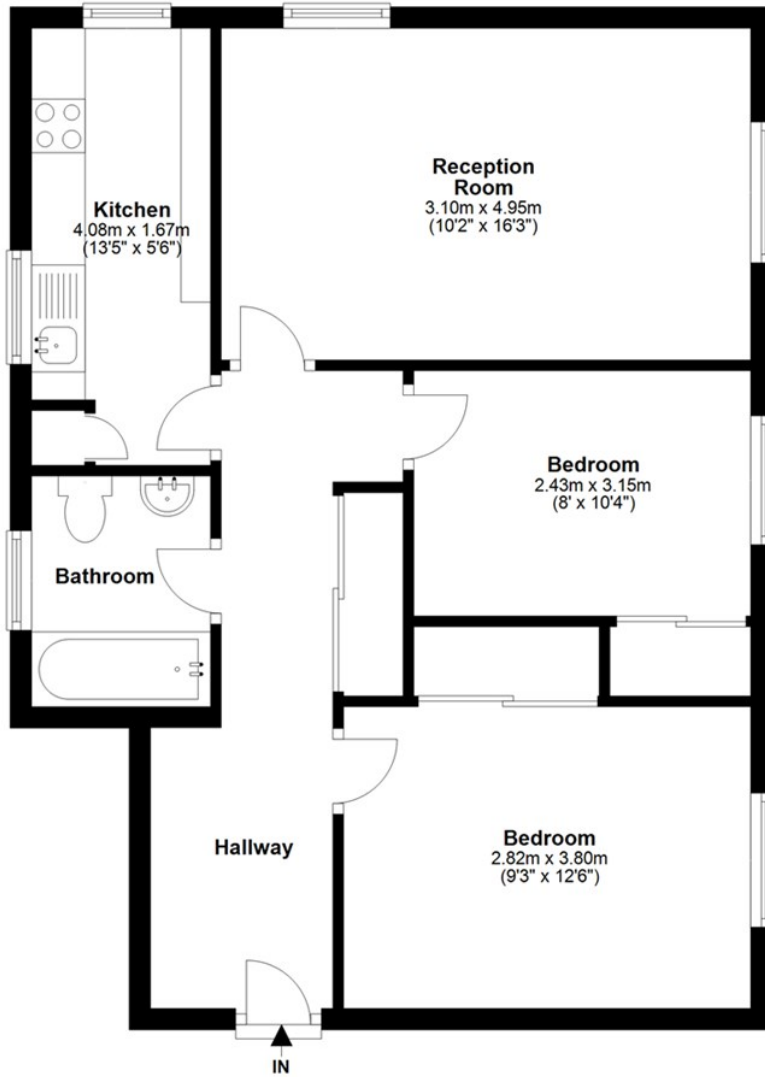 Kitchen
4.08m x 1.67m
(13'5" x 5'6")
Reception
Room
3.10m x 4.95m
(10'2" x 16'3")
Bedroom
2.43m x 3.15m
(8' x 10'4")
Bathroom
Hallway
Bedroom
2.82m x 3.80m
(9'3" x 12'6")
IN